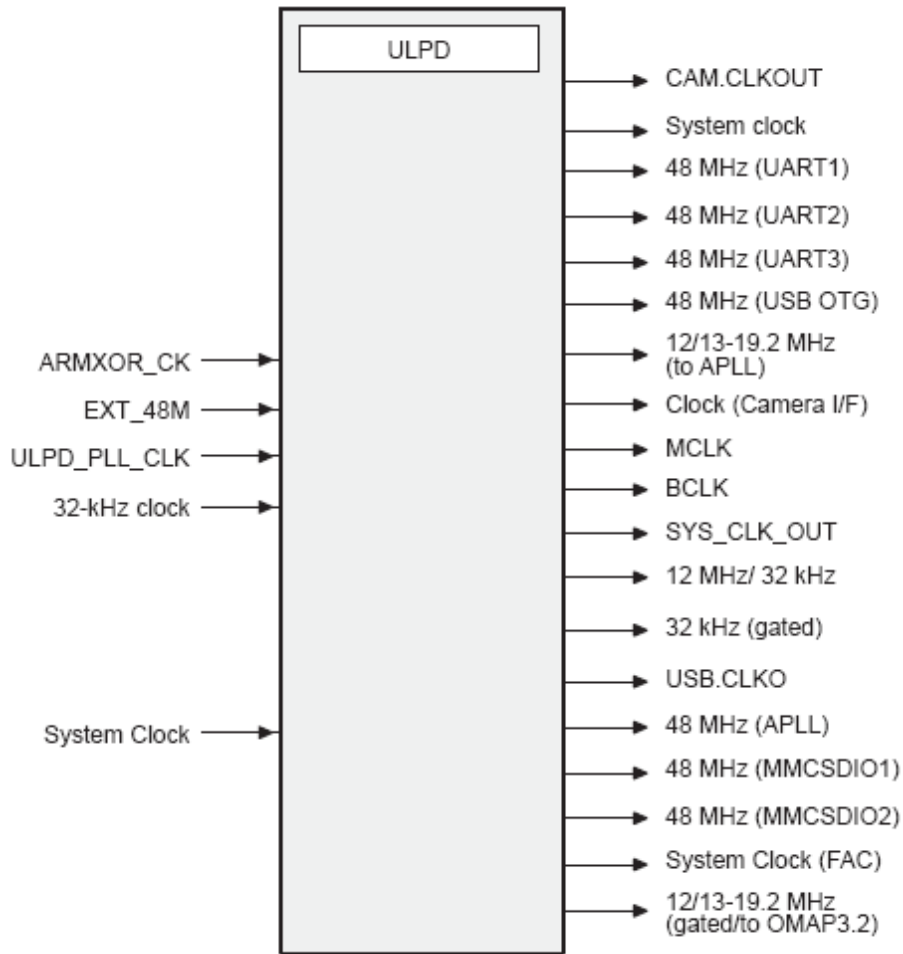 ULPD
CAM.CLKOUT
System clock
48 MHz (UART1)
48 MHz (UART2)
48 MHz (UART3)
48 MHz (USB OTG)
12/13-19.2 MHz
(to APLL)
Clock (Camera I/F)
MCLK
BCLK
SYS_CLK_OUT
12 MHz/ 32 kHz
32 kHz (gated)
USB.CLKO
48 MHz (APLL)
48 MHz (MMCSDIO1)
48 MHz (MMCSDIO2)
System Clock (FAC)
12/13-19.2 MHz
(gated/to OMAP3.2)
ARMXOR_CK
EXT_48M
ULPD_PLL_CLK
32-kHz clock
System Clock